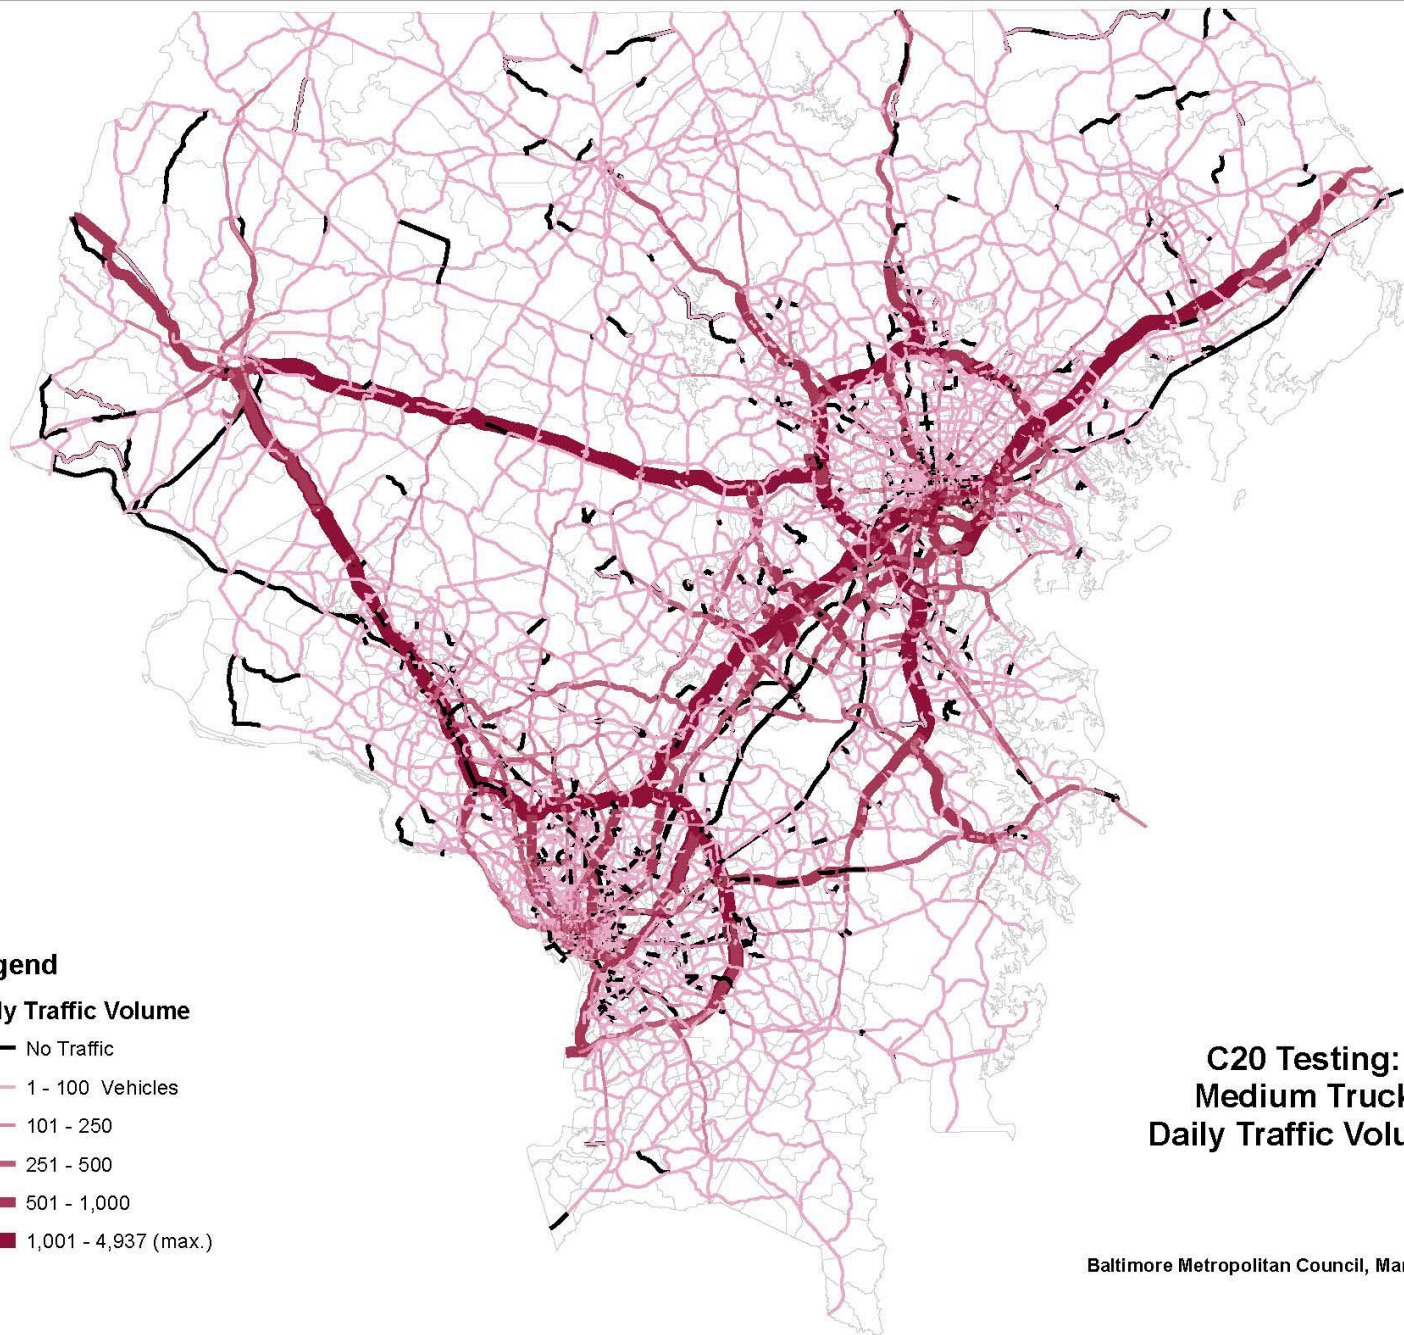 gend
ly Traffic Volume
No Traffic
1 - 100 Vehicles
101 - 250
251 - 500
501 - 1,000
1,001 - 4,937 (max.)
C20 Testing:
Medium Truck
Daily Traffic Volu
Baltimore Metropolitan Council, Mar